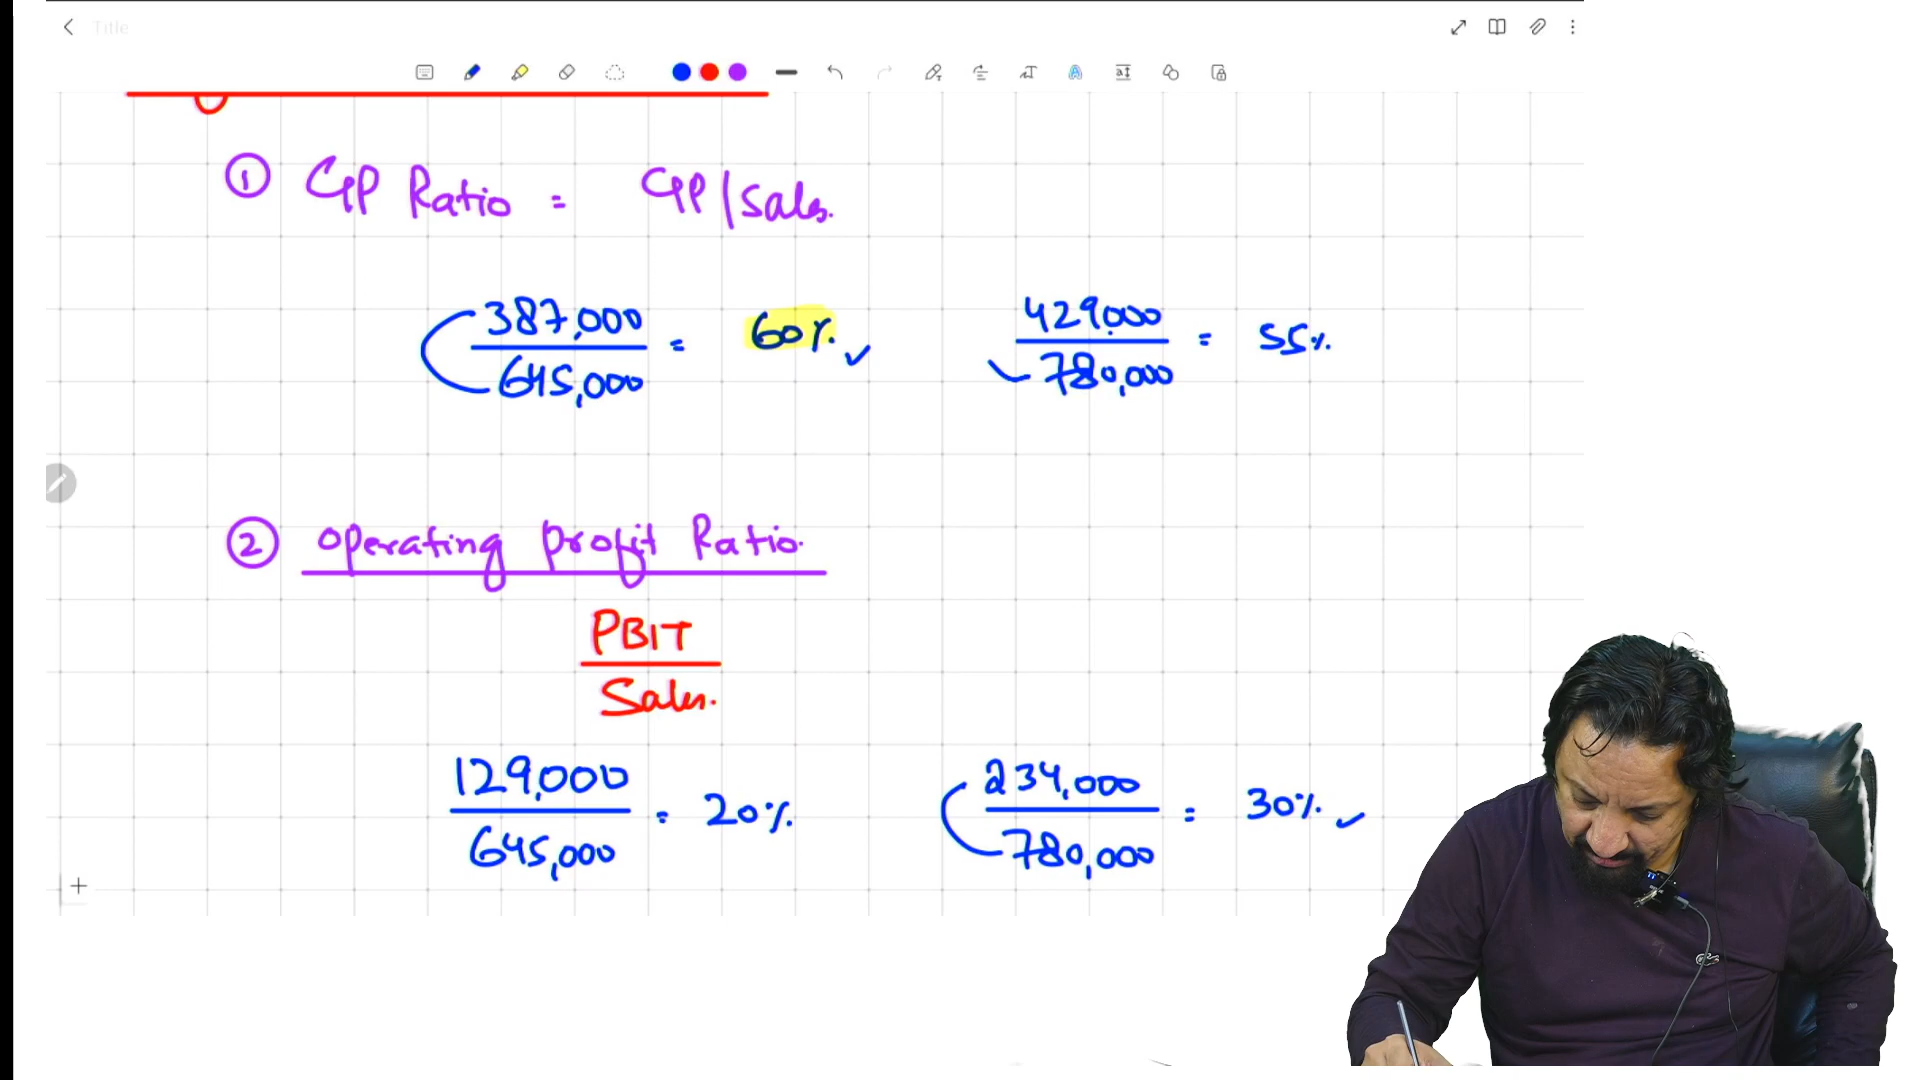 Title
① GP Ratio = GP/Sales.
387,000 / 645,000 = 60% ✓
429,000 / 780,000 = 55%
② Operating profit Ratio.
PBIT
Sales.
129,000 / 645,000 = 20%
234,000 / 780,000 = 30% ✓